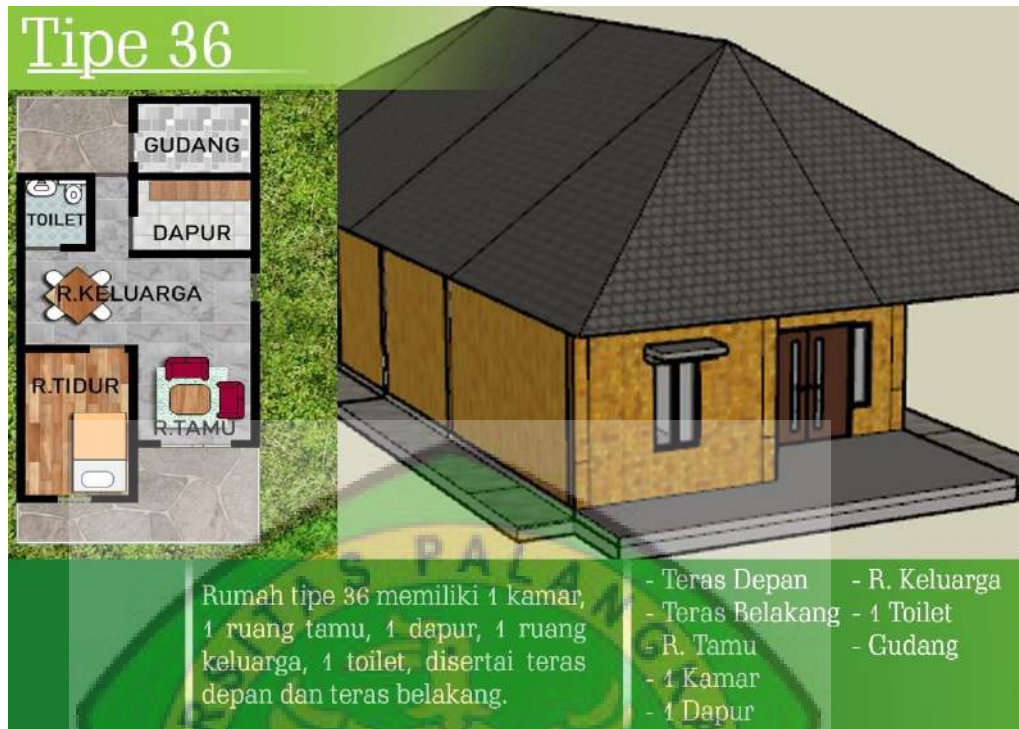 Tipe 36
GUDANG
TOILET
DAPUR
R.KELUARGA
R.TIDUR
R.TAMU
Rumah tipe 36 memiliki 1 kamar,
1 ruang tamu, 1 dapur, 1 ruang
keluarga, 1 toilet, disertai teras
depan dan teras belakang.
- Teras Depan
- Teras Belakang
- R. Tamu
- 1 Kamar
- 1 Dapur
- R. Keluarga
- 1 Toilet
- Gudang